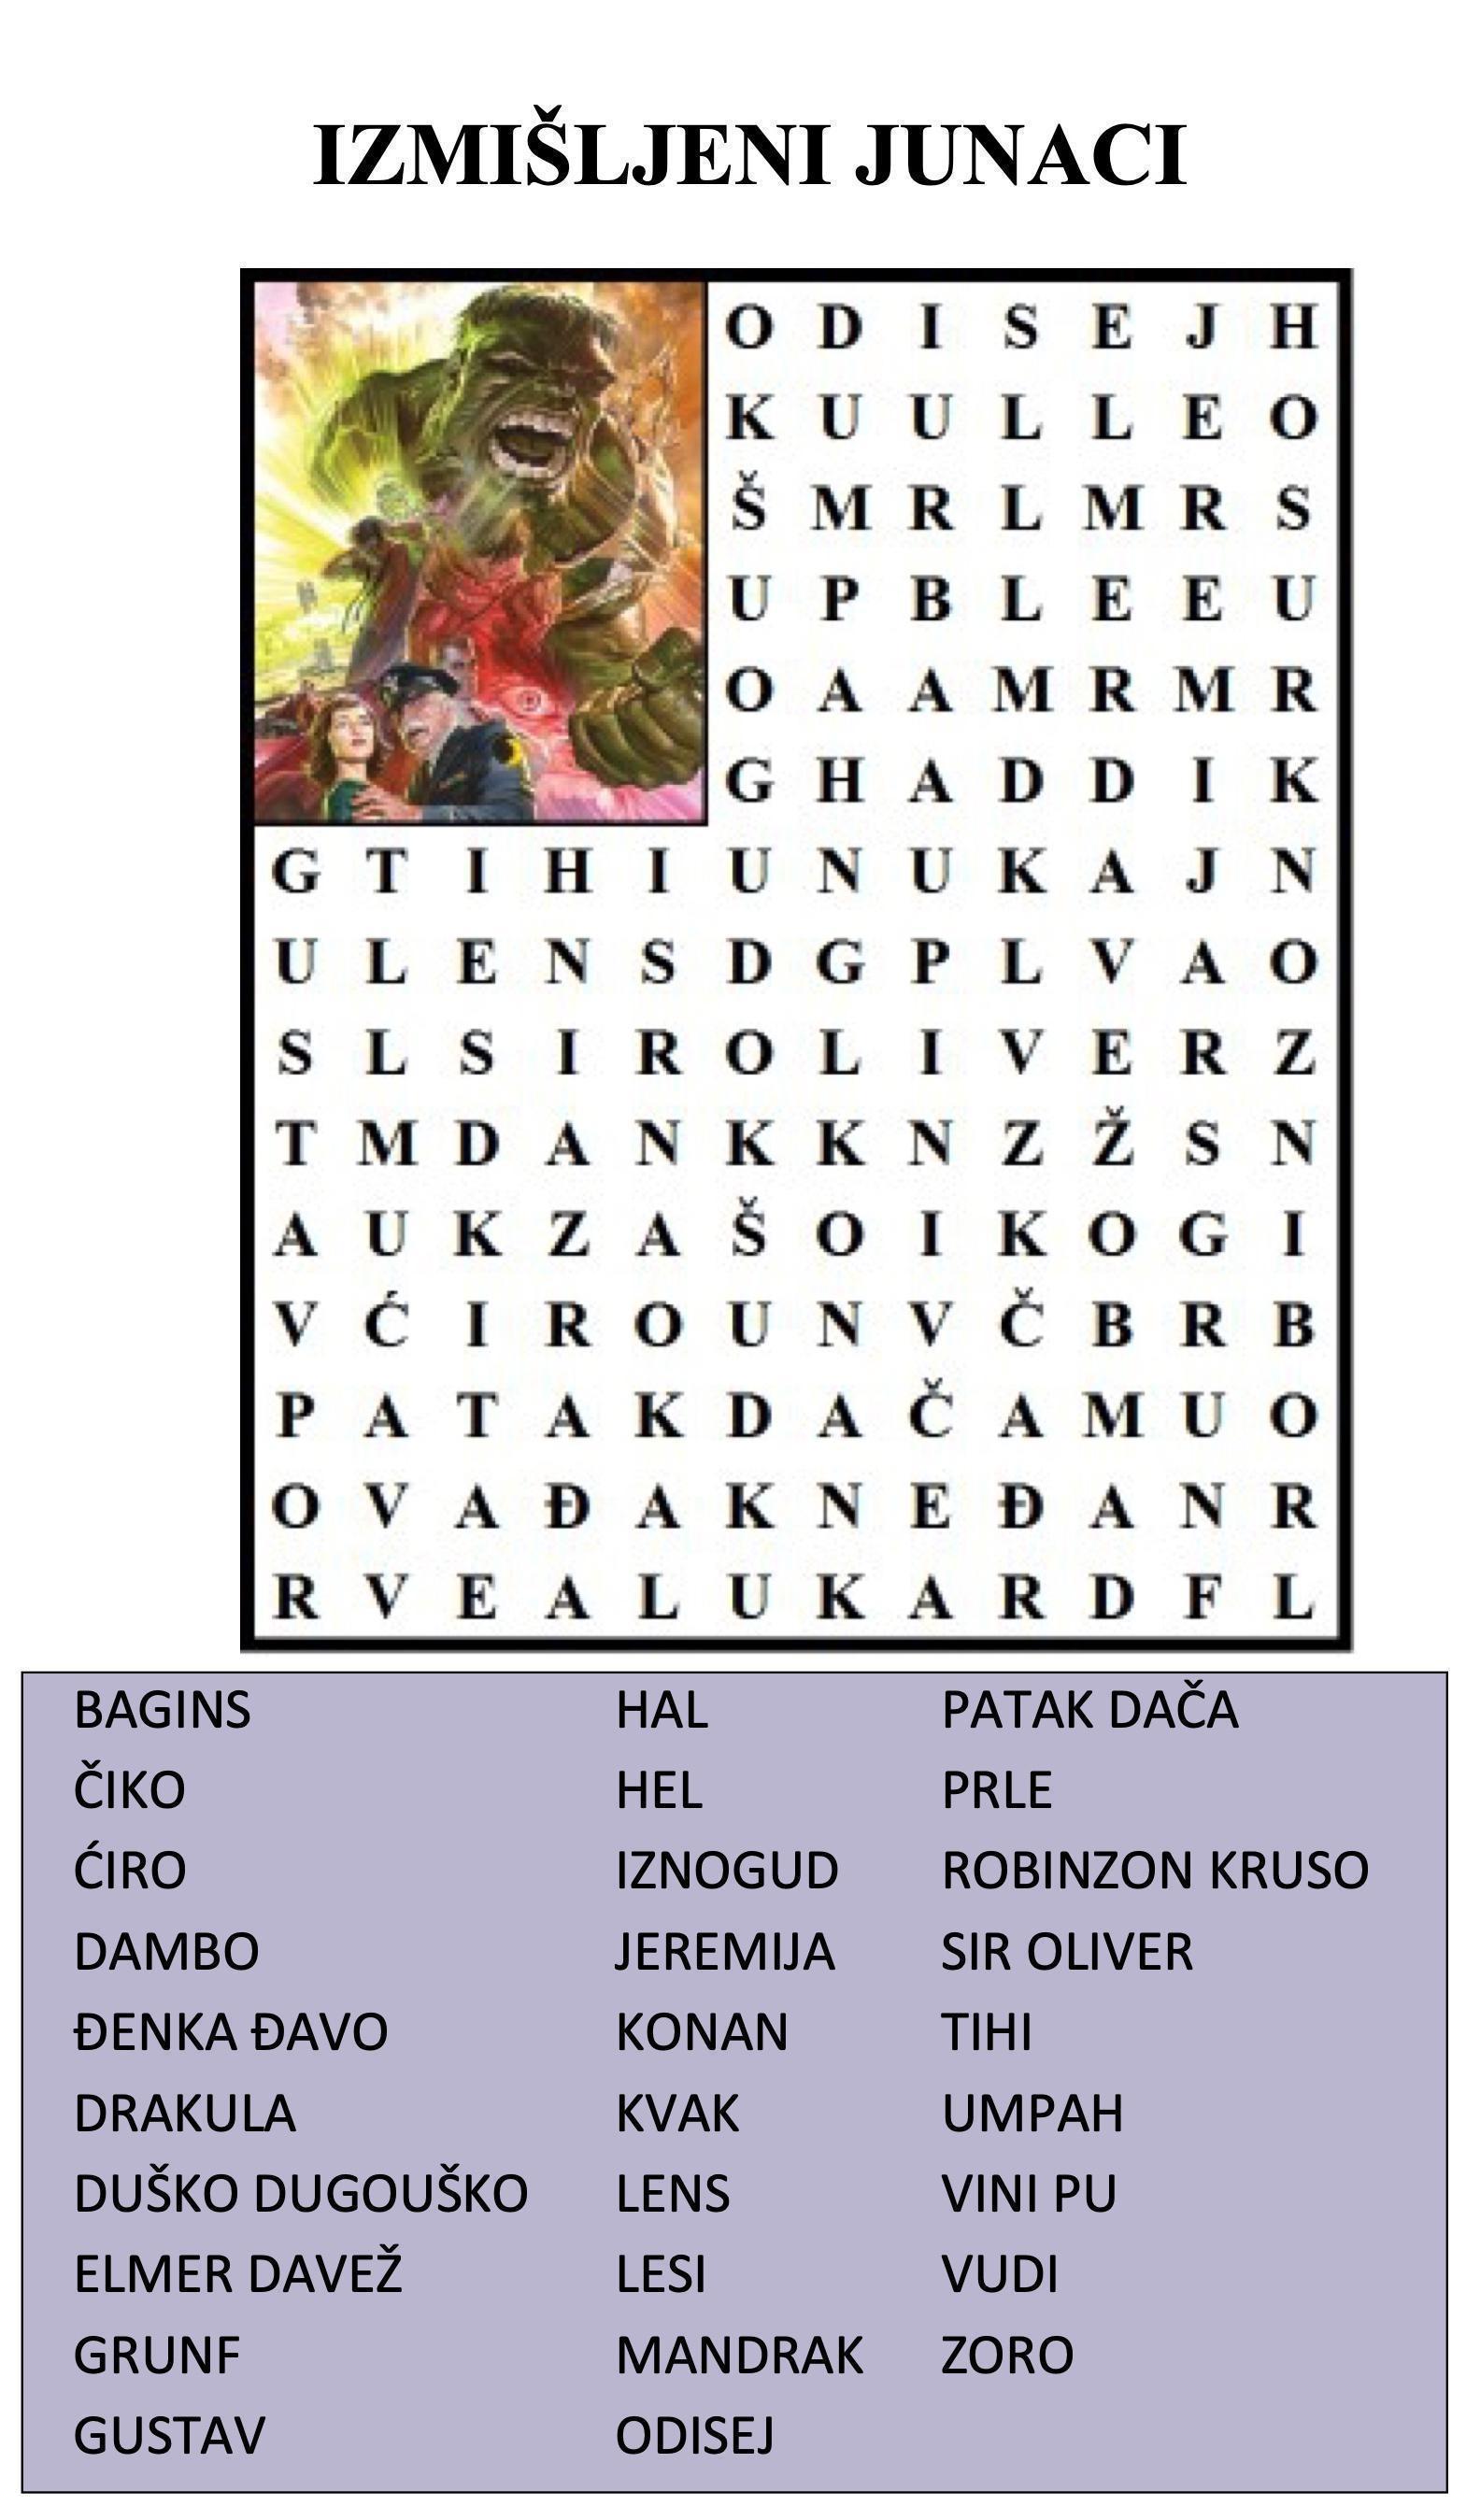 IZMIŠLJENI JUNACI
O D I S E J H
K U U L L E O
Š M R L M R S
U P B L E E U
O A A M R M R
G H A D D I K
G T I H I U N U K A J N
U L E N S D G P L V A O
S L S I R O L I V E R Z
T M D A N K K N Z Ž S N
A U K Z A Š O I K O G I
V Ć I R O U N V Č B R B
P A T A K D A Č A M U O
O V A Đ A K N E Đ A N R
R V E A L U K A R D F L
BAGINS HAL PATAK DAČA
ČIKO HEL PRLE
ĆIRO IZNOGUD ROBINZON KRUSO
DAMBO JEREMIJA SIR OLIVER
ĐENKA ĐAVO KONAN TIHI
DRAKULA KVAK UMPAH
DUŠKO DUGOUŠKO LENS VINI PU
ELMER DAVEŽ LESI VUDI
GRUNF MANDRAK ZORO
GUSTAV ODISEJ